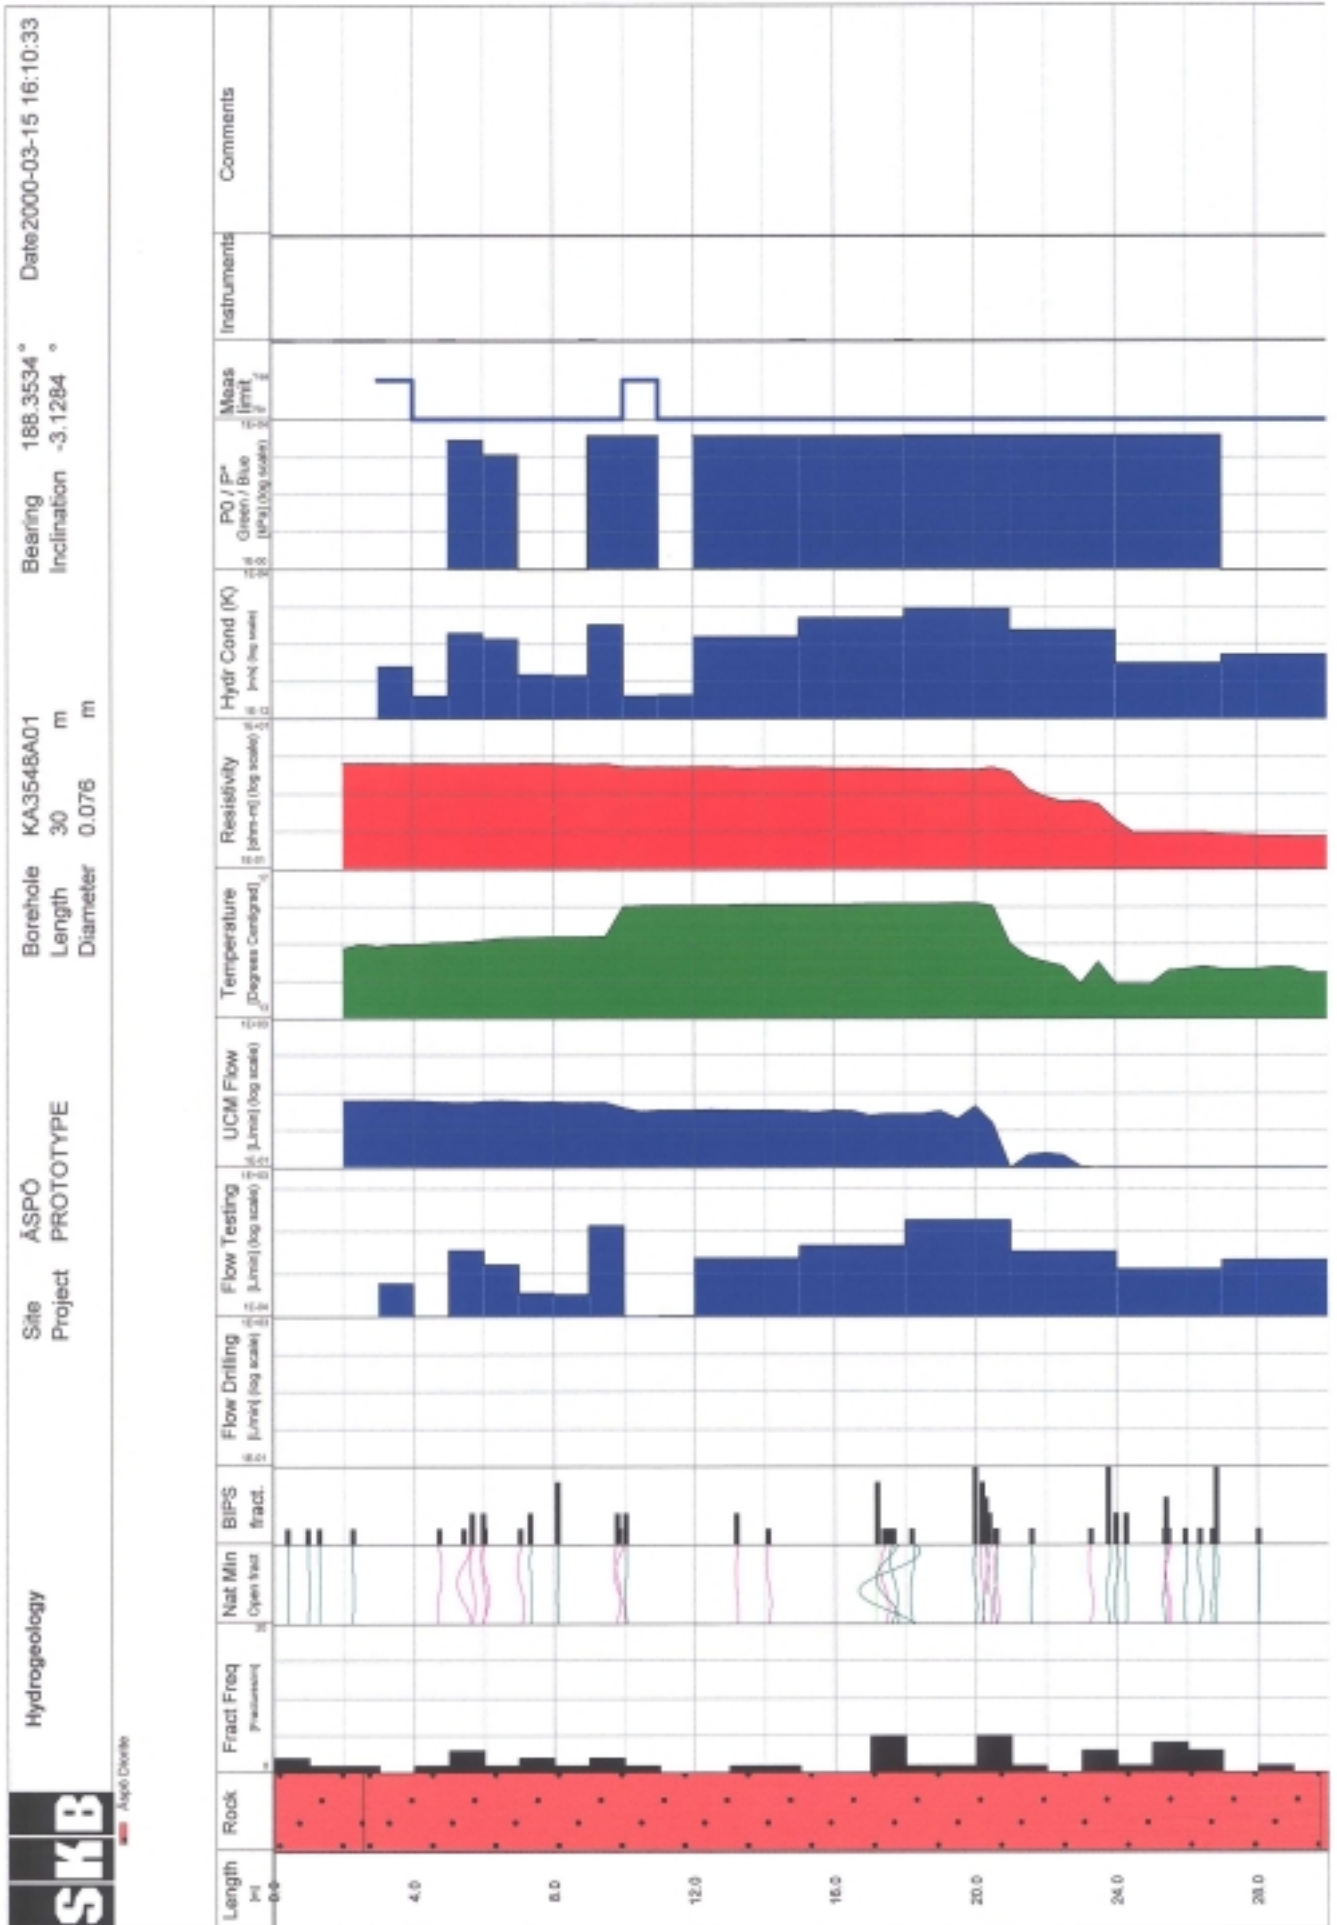 SKB
Hydrogeology
Site ÄSPÖ
Project PROTOTYPE
Borehole KA3548A01
Length 30 m
Diameter 0.076 m
Bearing 188.3534 °
Inclination -3.1284 °
Date 2000-03-15 16:10:33
Äspö Diorite
Length
[m]
Rock
Fract Freq
[Fractures/m]
Nat Min
Open fract
BIPS
fract.
Flow Drilling
[L/min] (log scale)
Flow Testing
[L/min] (log scale)
UCM Flow
[L/min] (log scale)
Temperature
[Degrees Centigrad]
Resistivity
[ohm-m] (log scale)
Hydr Cond (K)
[m/s] (log scale)
P0 / P*
Green / Blue
[kPa] (log scale)
Meas
limit
Instruments
Comments
0.0
4.0
8.0
12.0
16.0
20.0
24.0
28.0